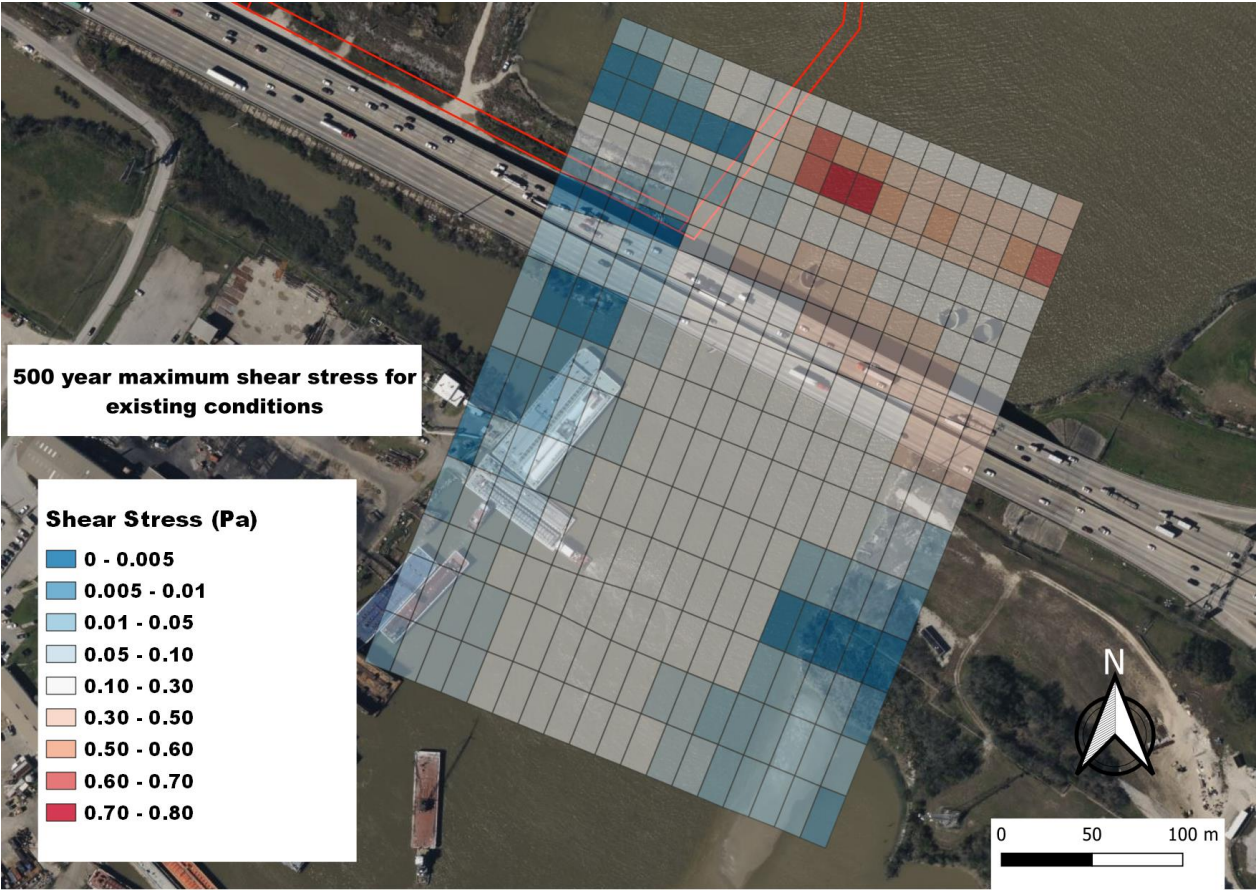 500 year maximum shear stress for
existing conditions
Shear Stress (Pa)
0 - 0.005
0.005 - 0.01
0.01 - 0.05
0.05 - 0.10
0.10 - 0.30
0.30 - 0.50
0.50 - 0.60
0.60 - 0.70
0.70 - 0.80
N
0 50 100 m